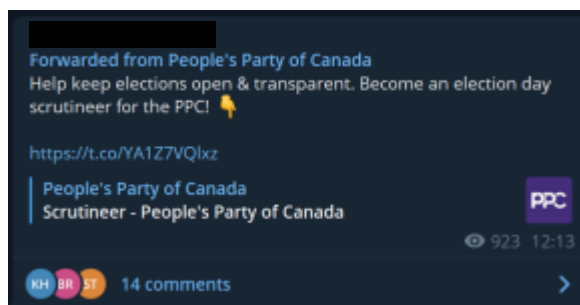 Forwarded from People's Party of Canada
Help keep elections open & transparent. Become an election day
scrutineer for the PPC! 👇
https://t.co/YA1Z7VQlxz
People's Party of Canada
Scrutineer - People's Party of Canada
PPC
923 12:13
KH BR ST 14 comments